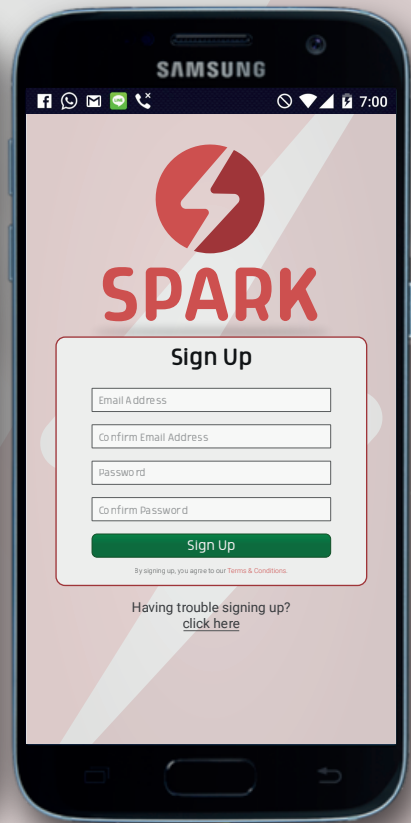 SAMSUNG
7:00
SPARK
Sign Up
Email Address
Confirm Email Address
Password
Confirm Password
Sign Up
By signing up, you agree to our Terms & Conditions.
Having trouble signing up?
click here